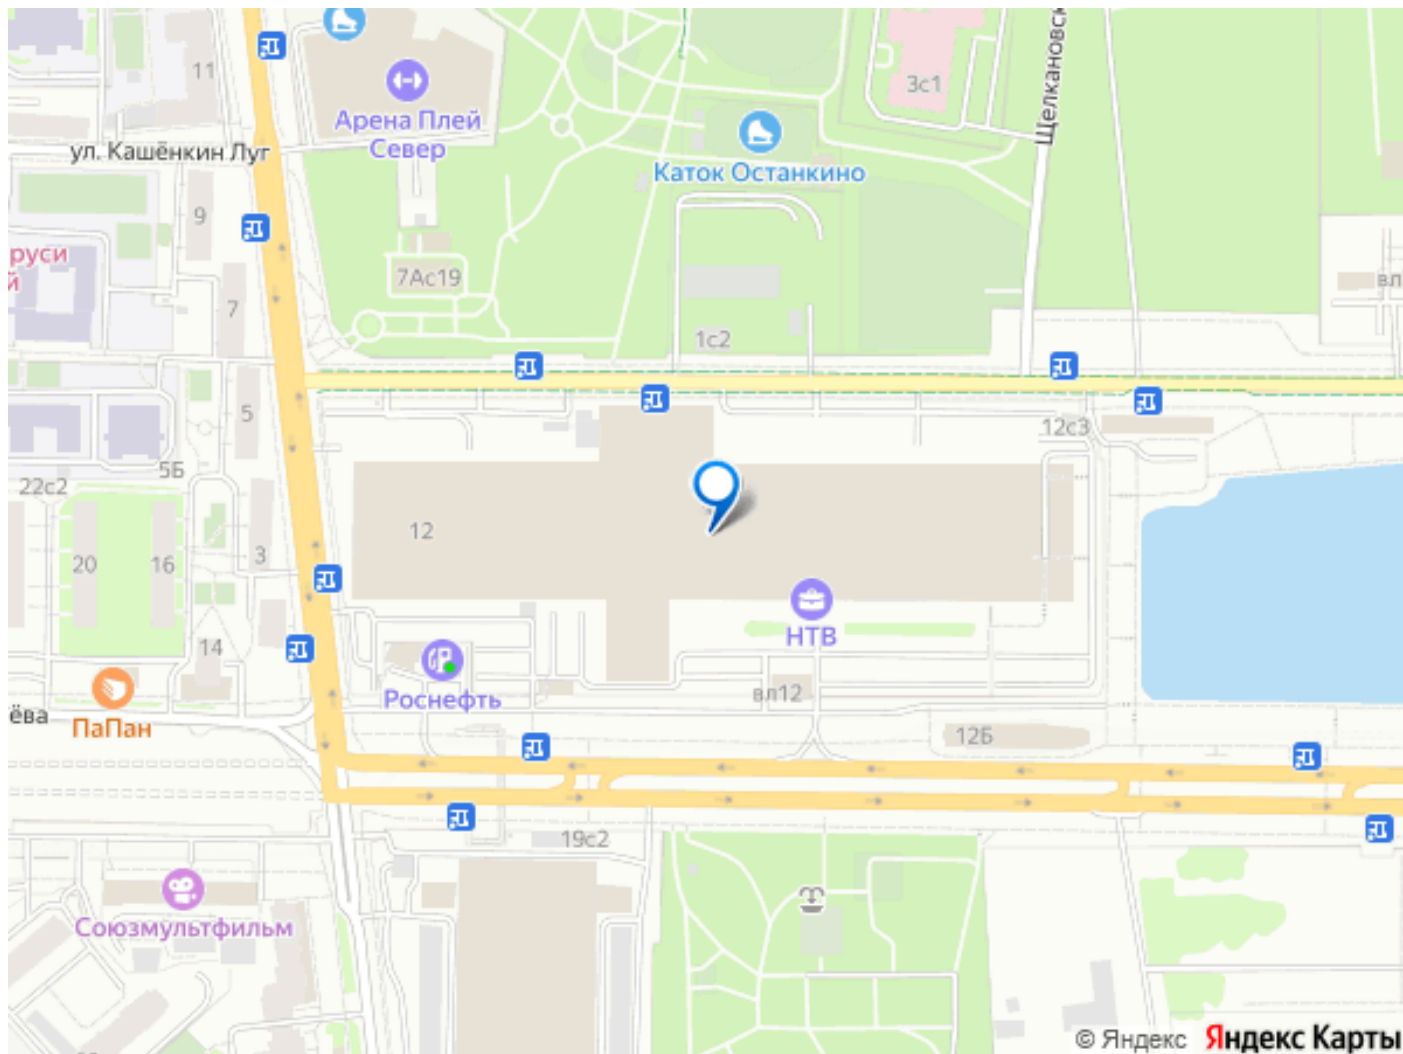 11
3с1
Щелкановск
Арена Плей
Север
ул. Кашёнкин Луг
Каток Останкино
9
руси
й
7Ас19
вл
7
1с2
5
12с3
5Б
22с2
12
3
20
16
НТВ
14
Роснефть
вл12
ёва
ПаПан
12Б
19с2
Союзмультфильм
© Яндекс Яндекс Карты